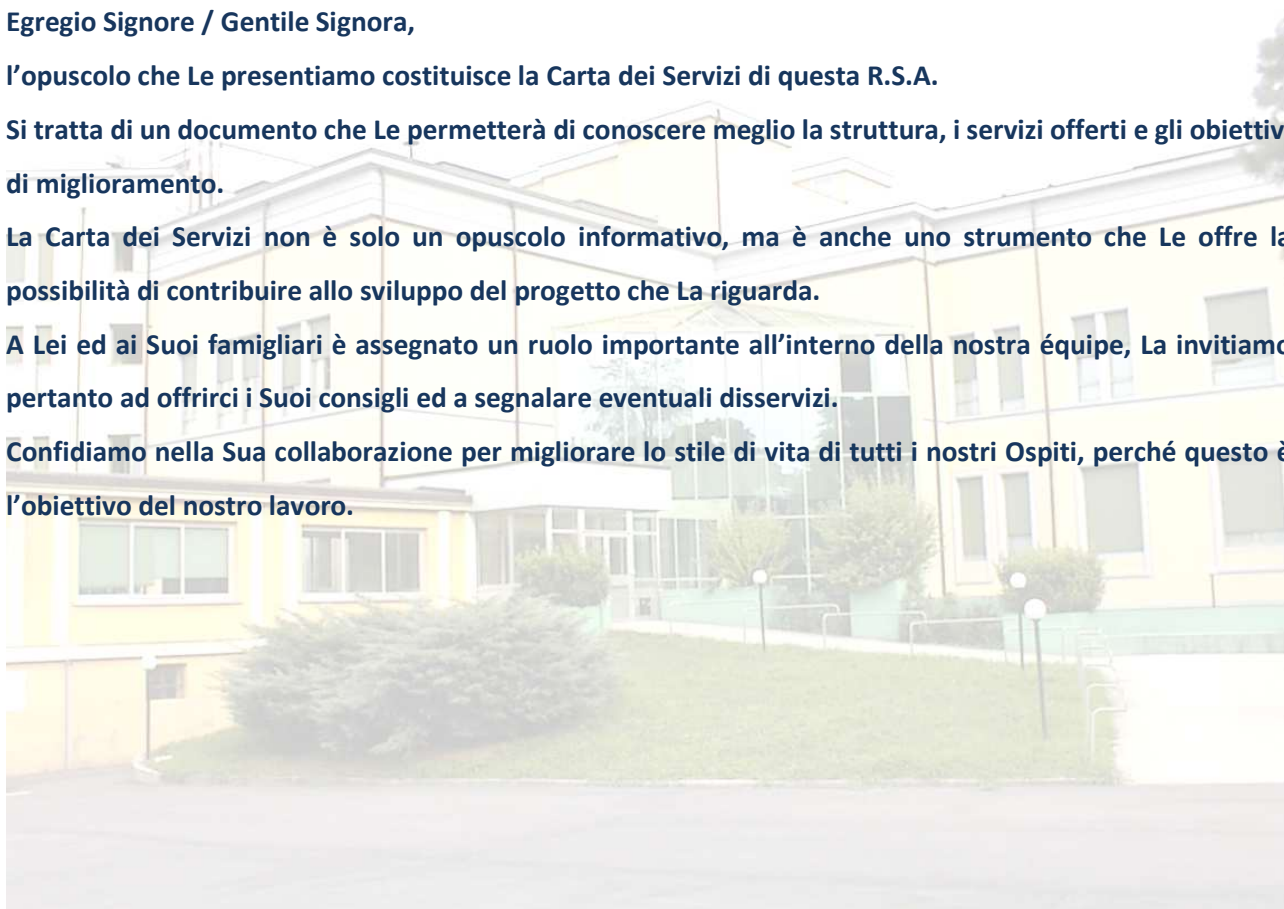 Egregio Signore / Gentile Signora,
l’opuscolo che Le presentiamo costituisce la Carta dei Servizi di questa R.S.A.
Si tratta di un documento che Le permetterà di conoscere meglio la struttura, i servizi offerti e gli obiettiv
di miglioramento.
La Carta dei Servizi non è solo un opuscolo informativo, ma è anche uno strumento che Le offre la
possibilità di contribuire allo sviluppo del progetto che La riguarda.
A Lei ed ai Suoi famigliari è assegnato un ruolo importante all’interno della nostra équipe, La invitiamo
pertanto ad offrirci i Suoi consigli ed a segnalare eventuali disservizi.
Confidiamo nella Sua collaborazione per migliorare lo stile di vita di tutti i nostri Ospiti, perché questo è
l’obiettivo del nostro lavoro.